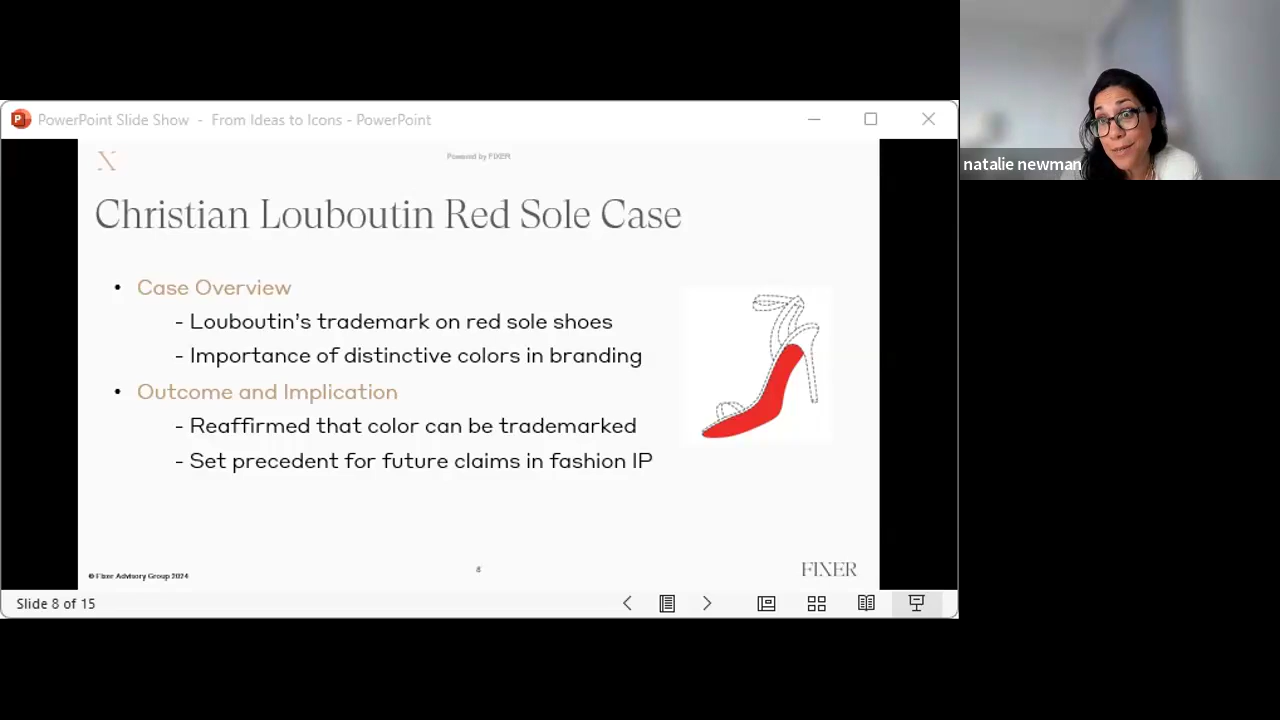 PowerPoint Slide Show - From Ideas to Icons - PowerPoint
natalie newman
X
Powered by FIXER
Christian Louboutin Red Sole Case
• Case Overview
- Louboutin's trademark on red sole shoes
- Importance of distinctive colors in branding
• Outcome and Implication
- Reaffirmed that color can be trademarked
- Set precedent for future claims in fashion IP
© Fixer Advisory Group 2024
8
FIXER
Slide 8 of 15